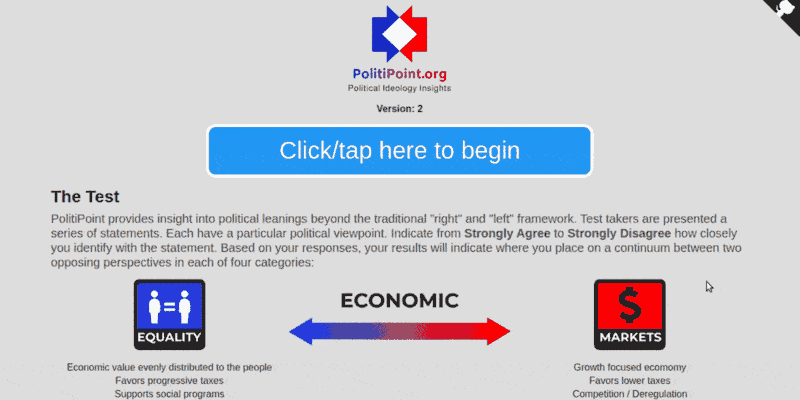 PolitiPoint.org
Political Ideology Insights
Version: 2
Click/tap here to begin
The Test
PolitiPoint provides insight into political leanings beyond the traditional "right" and "left" framework. Test takers are presented a
series of statements. Each have a particular political viewpoint. Indicate from Strongly Agree to Strongly Disagree how closely
you identify with the statement. Based on your responses, your results will indicate where you place on a continuum between two
opposing perspectives in each of four categories:
ECONOMIC
=
$
EQUALITY
MARKETS
Economic value evenly distributed to the people
Growth focused economy
Favors progressive taxes
Favors lower taxes
Supports social programs
Competition / Deregulation